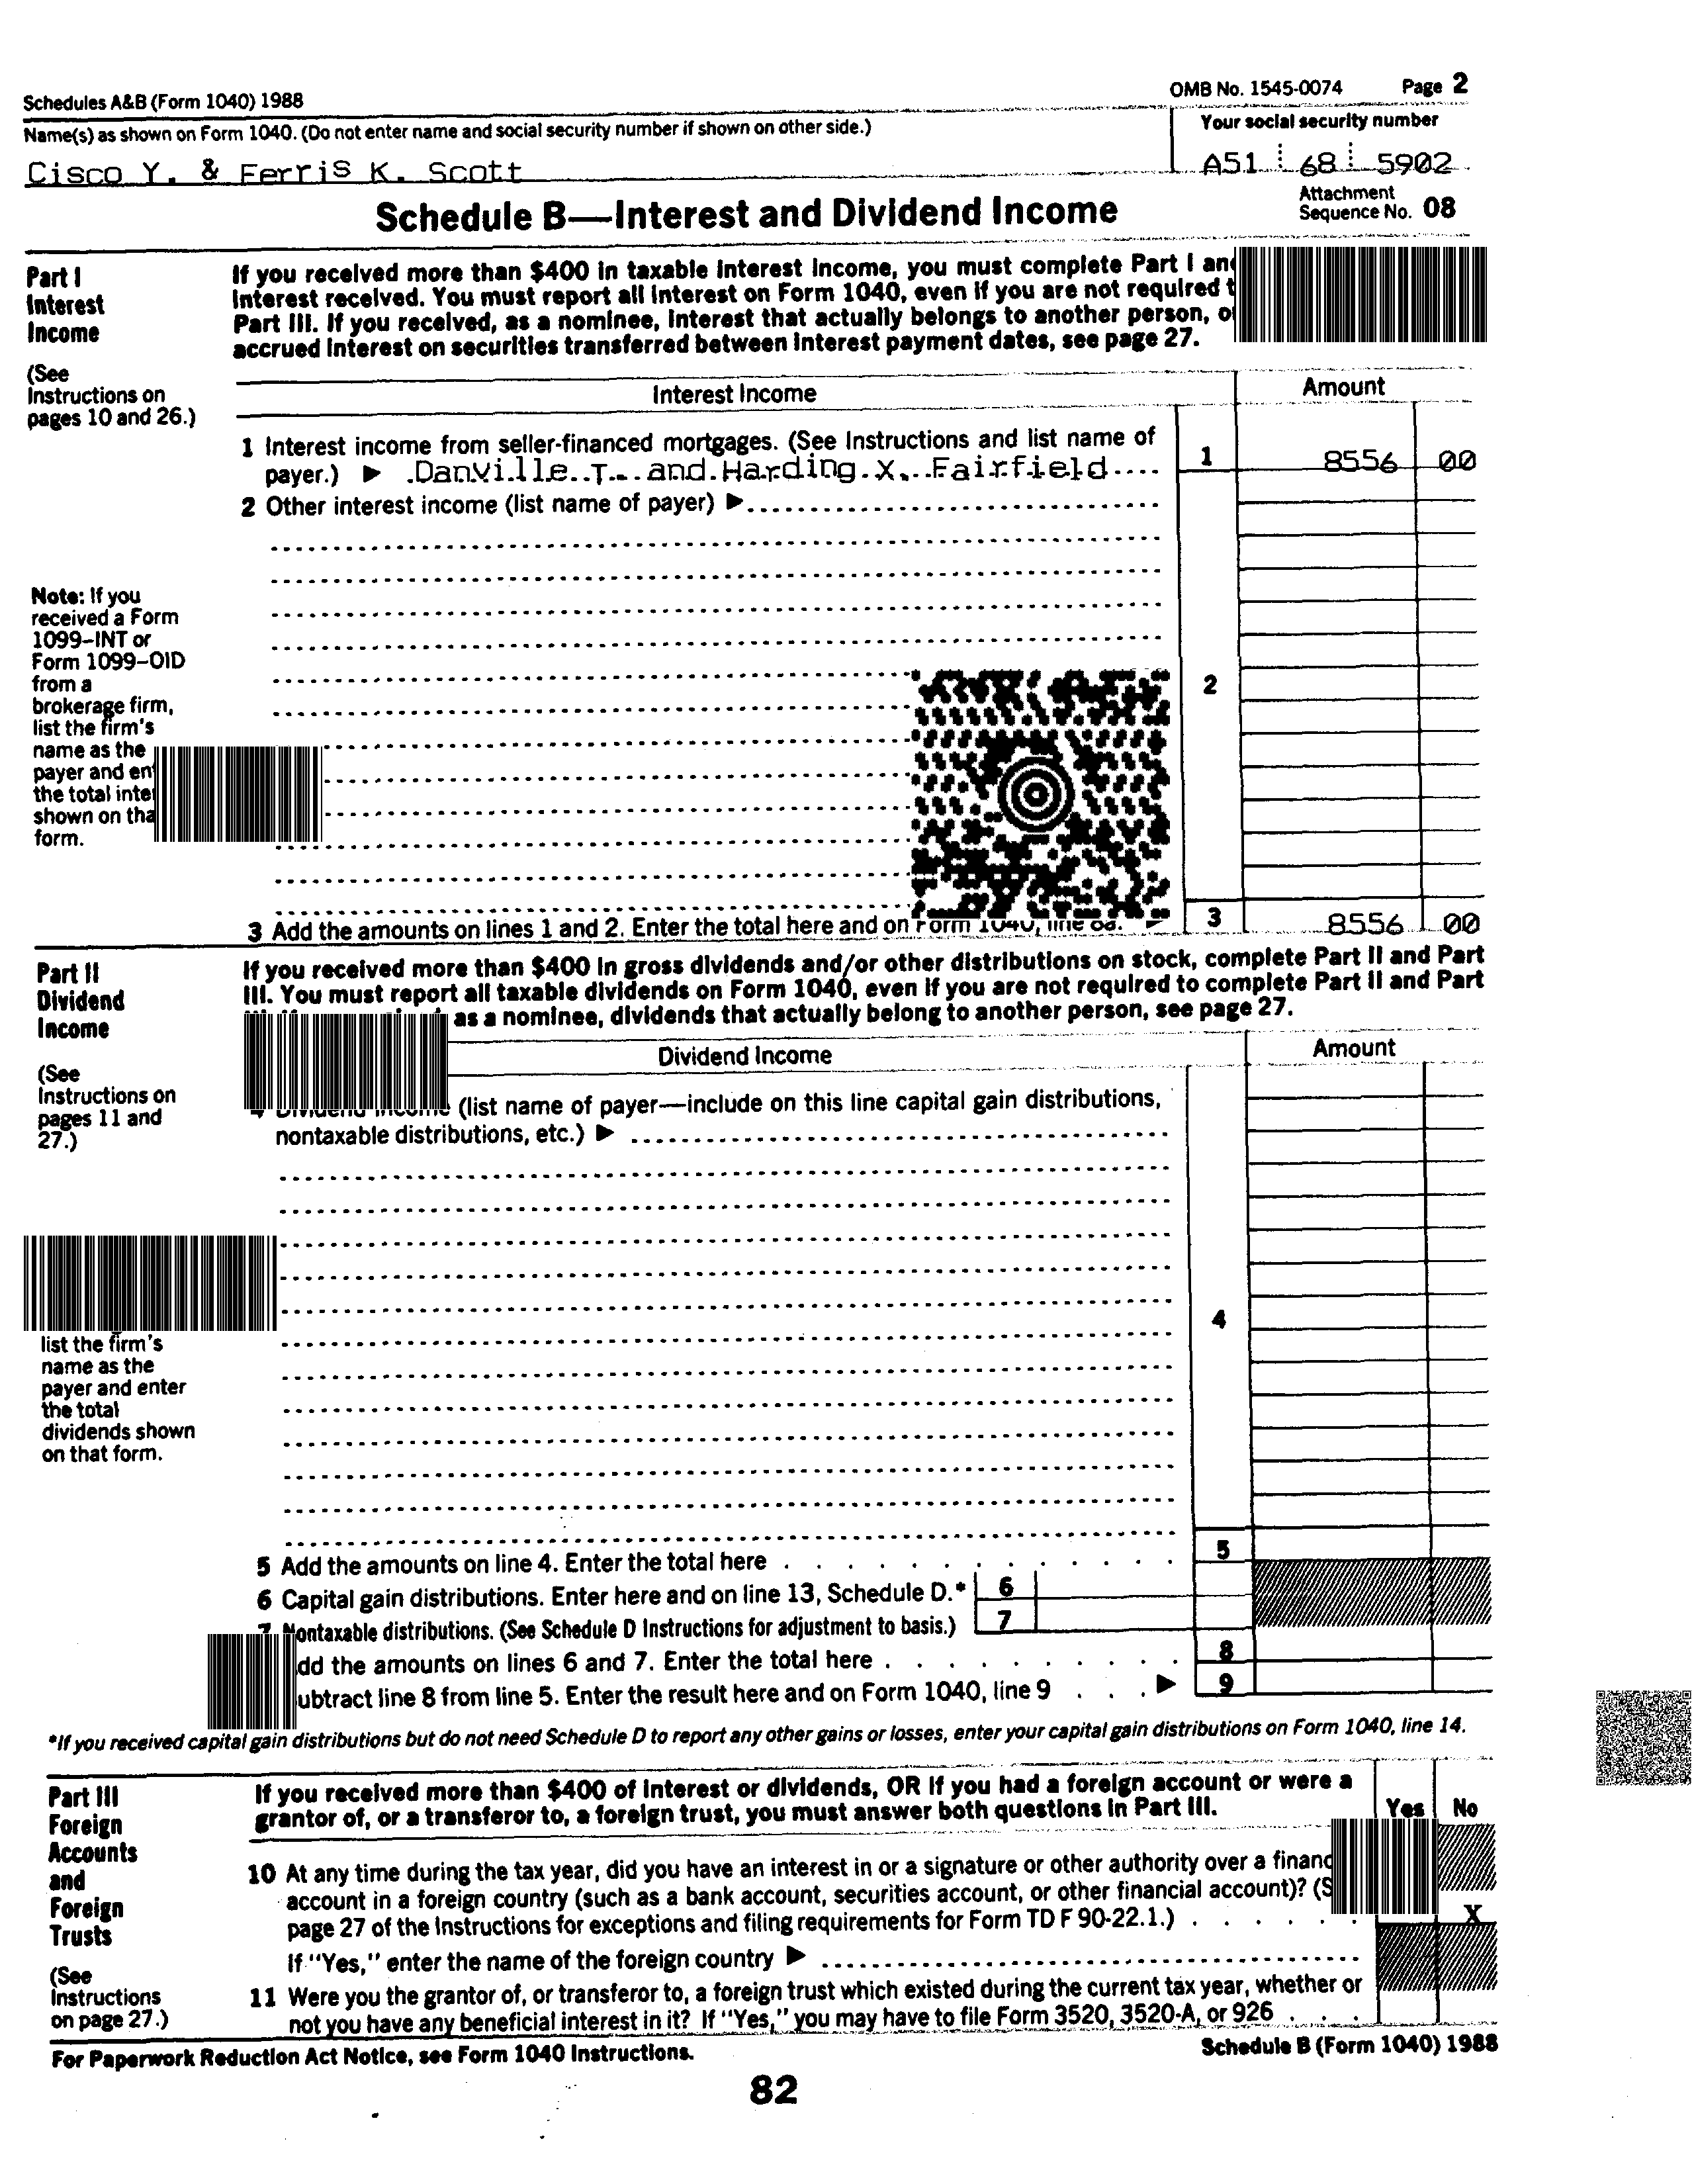 Schedules A&B (Form 1040) 1988 OMB No. 1545-0074 Page 2
Name(s) as shown on Form 1040. (Do not enter name and social security number if shown on other side.) Your social security number
Cisco Y. & Ferris K. Scott A51 68 5902
Schedule B—Interest and Dividend Income Attachment Sequence No. 08
Part I
Interest
Income
(See
Instructions on
pages 10 and 26.)
If you received more than $400 in taxable interest income, you must complete Part I
interest received. You must report all interest on Form 1040, even if you are not required
Part III. If you received, as a nominee, interest that actually belongs to another person,
accrued interest on securities transferred between interest payment dates, see page 27.
Interest Income Amount
1 Interest income from seller-financed mortgages. (See Instructions and list name of
payer.) ▶ Danville T. and Harding X. Fairfield 1 8556 00
2 Other interest income (list name of payer) ▶
Note: If you
received a Form
1099–INT or
Form 1099–OID
from a
brokerage firm,
list the firm's
name as the
payer and
the total
shown on
form.
2
3 Add the amounts on lines 1 and 2. Enter the total here and on Form 1040, line 8a. ▶ 3 8556 00
Part II
Dividend
Income
(See
Instructions on
pages 11 and
27.)
If you received more than $400 in gross dividends and/or other distributions on stock, complete Part II and Part
III. You must report all taxable dividends on Form 1040, even if you are not required to complete Part II and Part
as a nominee, dividends that actually belong to another person, see page 27.
Dividend Income Amount
(list name of payer—include on this line capital gain distributions,
nontaxable distributions, etc.) ▶
list the firm's
name as the
payer and enter
the total
dividends shown
on that form.
4
5 Add the amounts on line 4. Enter the total here 5
6 Capital gain distributions. Enter here and on line 13, Schedule D.* 6
7 Nontaxable distributions. (See Schedule D Instructions for adjustment to basis.) 7
the amounts on lines 6 and 7. Enter the total here 8
line 8 from line 5. Enter the result here and on Form 1040, line 9 ▶ 9
*If you received capital gain distributions but do not need Schedule D to report any other gains or losses, enter your capital gain distributions on Form 1040, line 14.
Part III
Foreign
Accounts
and
Foreign
Trusts
(See
Instructions
on page 27.)
If you received more than $400 of interest or dividends, OR if you had a foreign account or were a
grantor of, or a transferor to, a foreign trust, you must answer both questions in Part III. Yes No
10 At any time during the tax year, did you have an interest in or a signature or other authority over a
account in a foreign country (such as a bank account, securities account, or other financial account)?
page 27 of the Instructions for exceptions and filing requirements for Form TD F 90-22.1.) X
If "Yes," enter the name of the foreign country ▶
11 Were you the grantor of, or transferor to, a foreign trust which existed during the current tax year, whether or
not you have any beneficial interest in it? If "Yes," you may have to file Form 3520, 3520-A, or 926
For Paperwork Reduction Act Notice, see Form 1040 Instructions. Schedule B (Form 1040) 1988
82